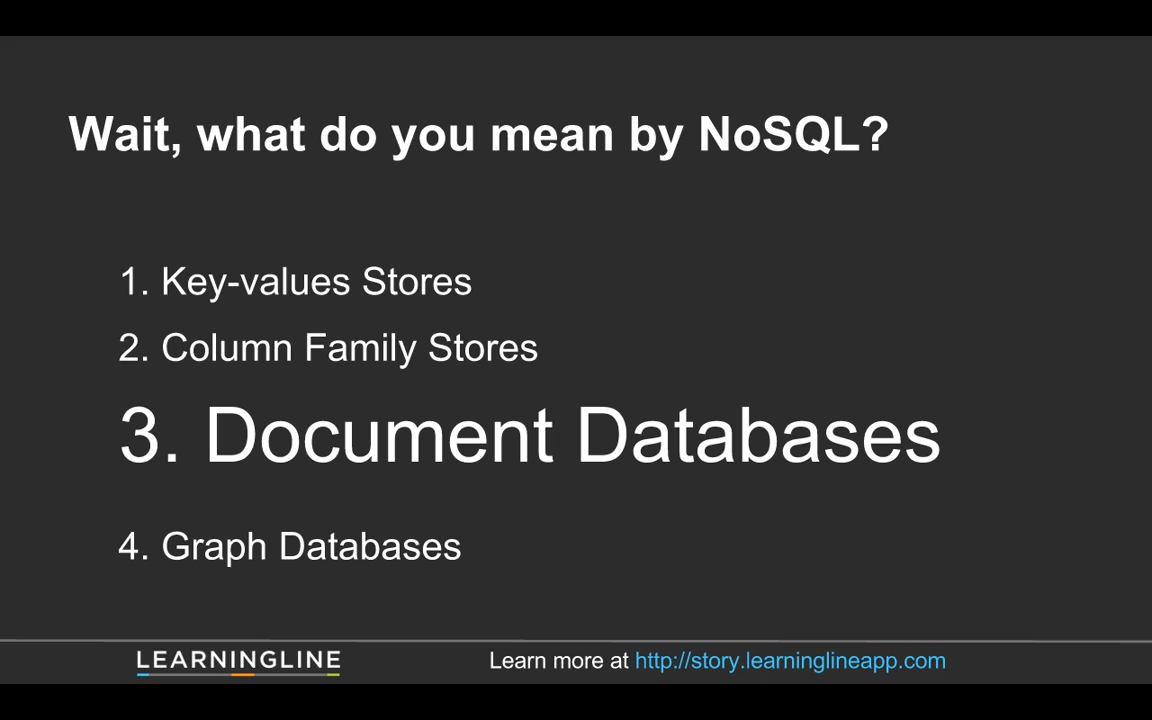 Wait, what do you mean by NoSQL?
1. Key-values Stores
2. Column Family Stores
3. Document Databases
4. Graph Databases
LEARNINGLINE
Learn more at http://story.learninglineapp.com